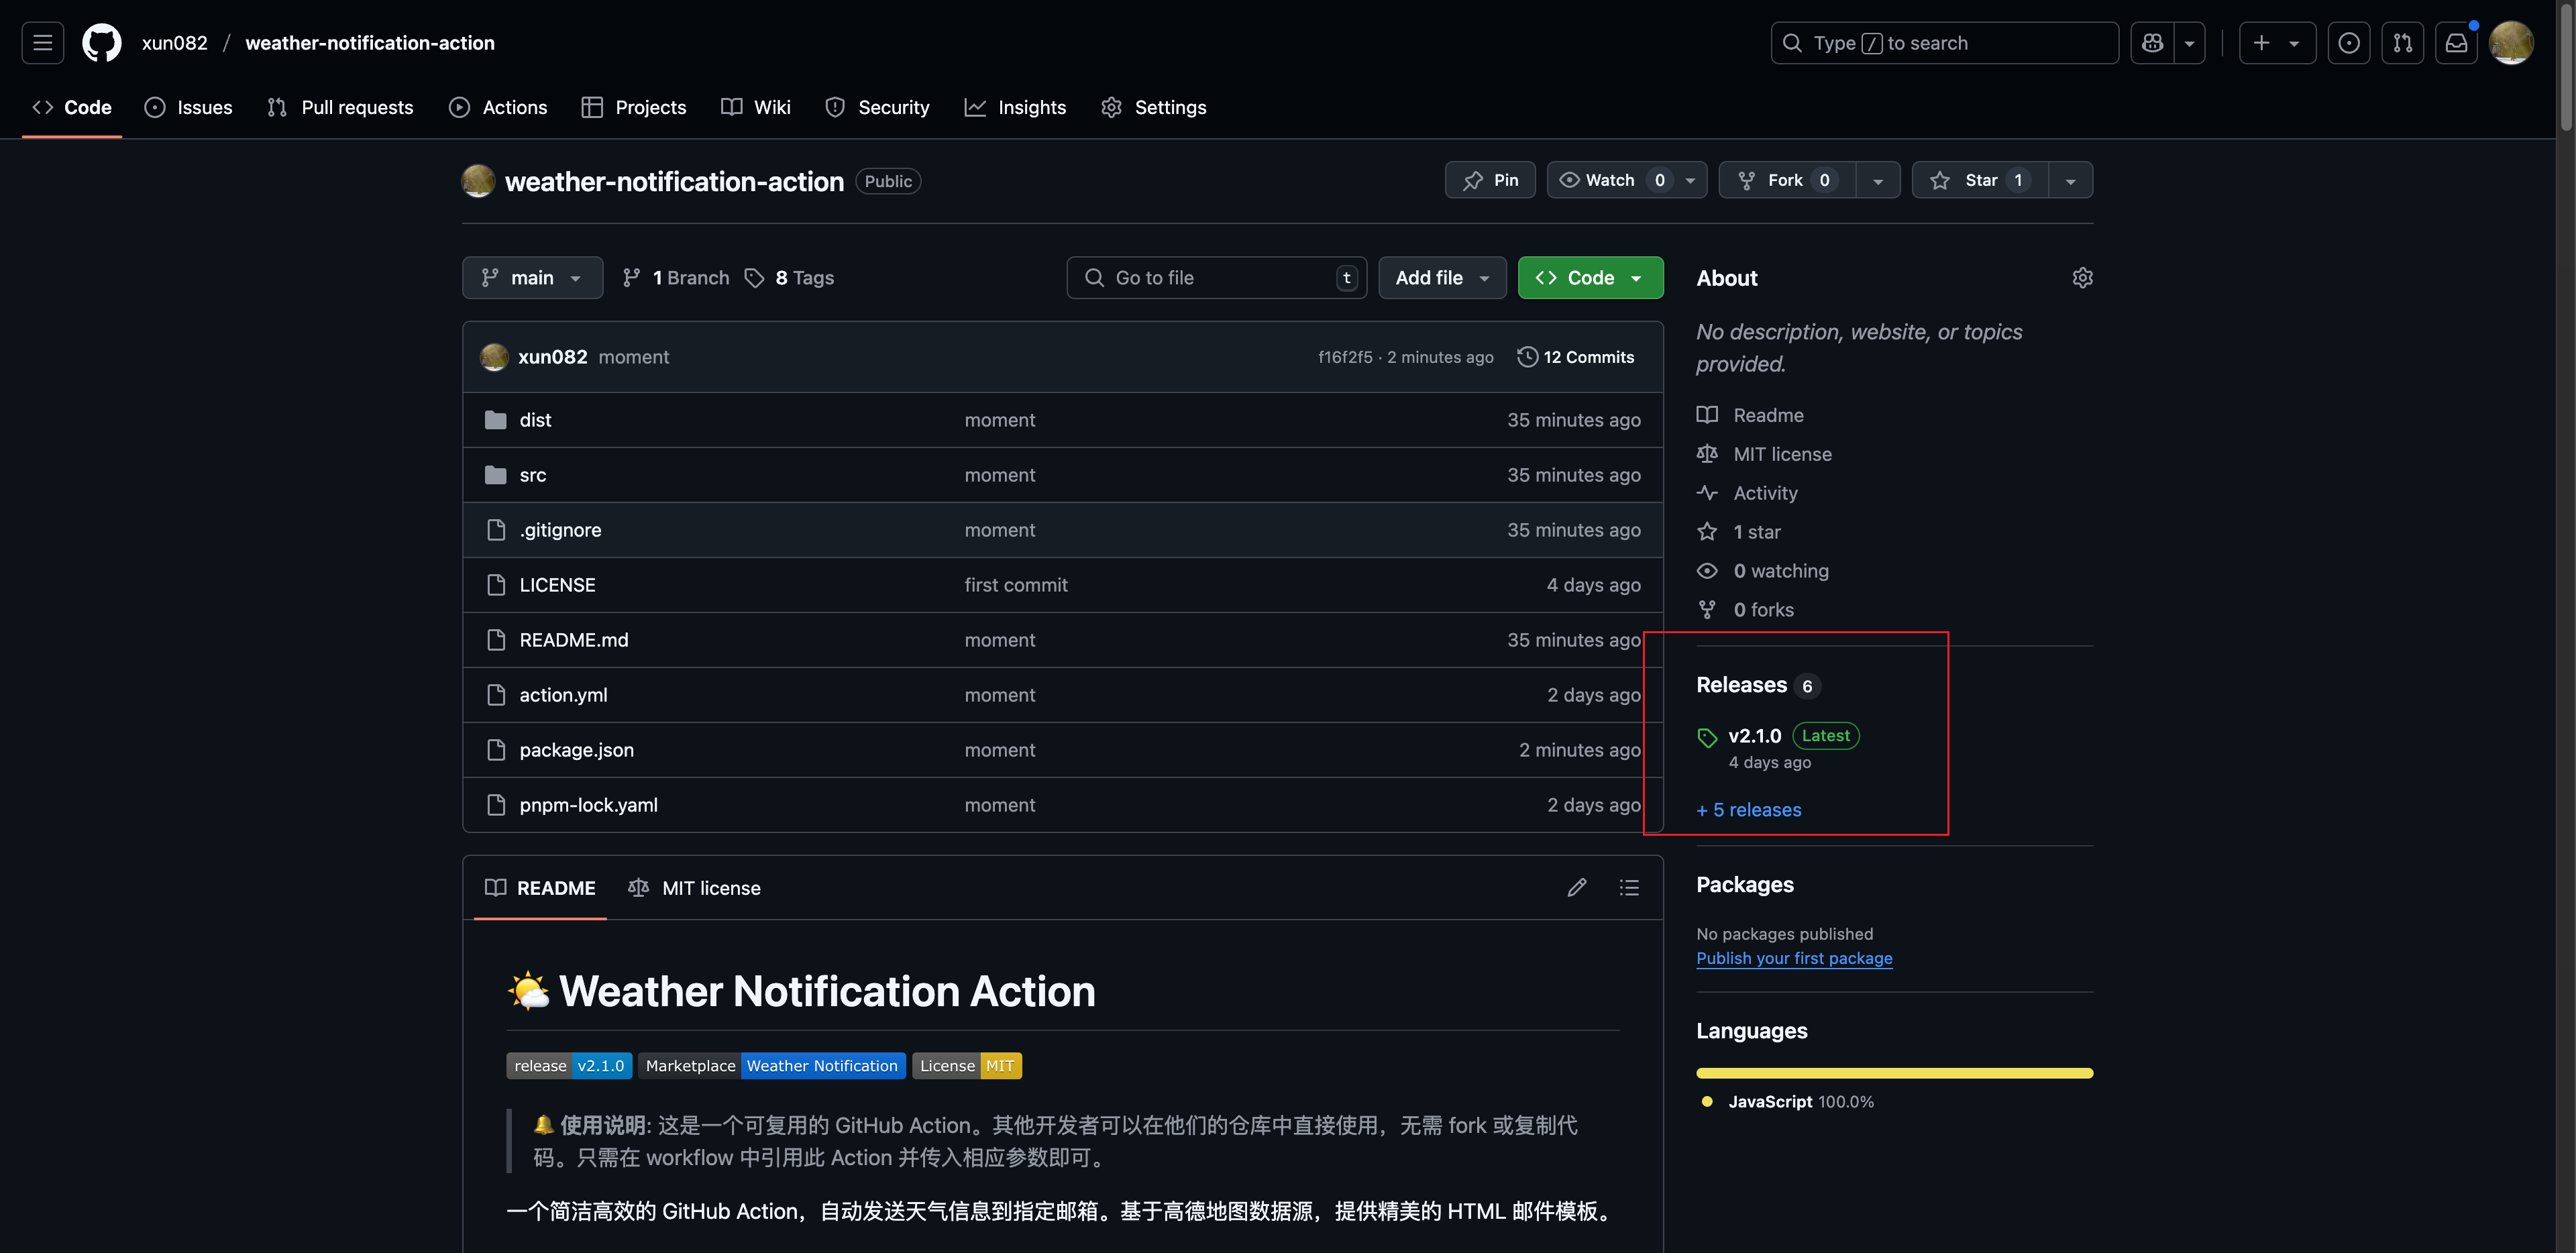 xun082 / weather-notification-action
Type / to search
Code
Issues
Pull requests
Actions
Projects
Wiki
Security
Insights
Settings
weather-notification-action Public
Pin
Watch 0
Fork 0
Star 1
main
1 Branch
8 Tags
Go to file t
Add file
Code
xun082 moment f16f2f5 · 2 minutes ago 12 Commits
dist moment 35 minutes ago
src moment 35 minutes ago
.gitignore moment 35 minutes ago
LICENSE first commit 4 days ago
README.md moment 35 minutes ago
action.yml moment 2 days ago
package.json moment 2 minutes ago
pnpm-lock.yaml moment 2 days ago
README
MIT license
Weather Notification Action
release v2.1.0 Marketplace Weather Notification License MIT
使用说明: 这是一个可复用的 GitHub Action。其他开发者可以在他们的仓库中直接使用，无需 fork 或复制代
码。只需在 workflow 中引用此 Action 并传入相应参数即可。
一个简洁高效的 GitHub Action，自动发送天气信息到指定邮箱。基于高德地图数据源，提供精美的 HTML 邮件模板。
About
No description, website, or topics
provided.
Readme
MIT license
Activity
1 star
0 watching
0 forks
Releases 6
v2.1.0 Latest
4 days ago
+ 5 releases
Packages
No packages published
Publish your first package
Languages
JavaScript 100.0%